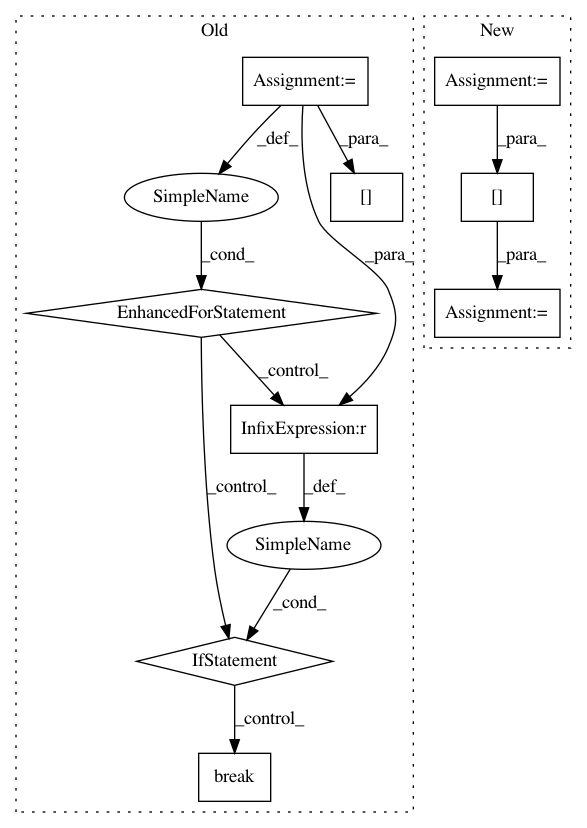 Old
New
Assignment:=
Assignment:=
_def_
_para_
_para_
SimpleName
[]
[]
_cond_
_para_
_para_
EnhancedForStatement
Assignment:=
_control_
InfixExpression:r
_control_
_def_
SimpleName
_cond_
IfStatement
_control_
break